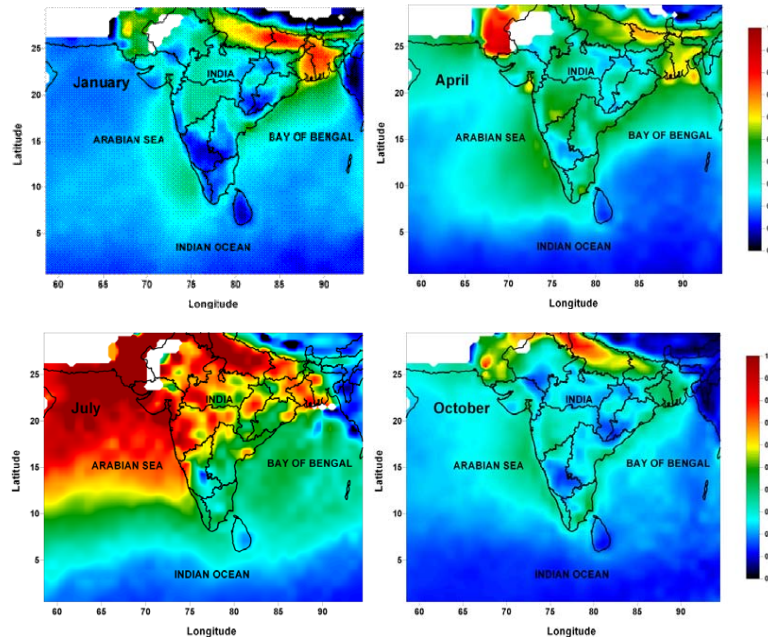 25
20
15
10
5
Latitude
January
INDIA
ARABIAN SEA
BAY OF BENGAL
INDIAN OCEAN
60 65 70 75 80 85 90
Longitude
25
20
15
10
5
Latitude
April
INDIA
ARABIAN SEA
BAY OF BENGAL
INDIAN OCEAN
60 65 70 75 80 85 90
Longitude
25
20
15
10
5
Latitude
July
INDIA
ARABIAN SEA
BAY OF BENGAL
INDIAN OCEAN
60 65 70 75 80 85 90
Longitude
25
20
15
10
5
Latitude
October
INDIA
ARABIAN SEA
BAY OF BENGAL
INDIAN OCEAN
60 65 70 75 80 85 90
Longitude